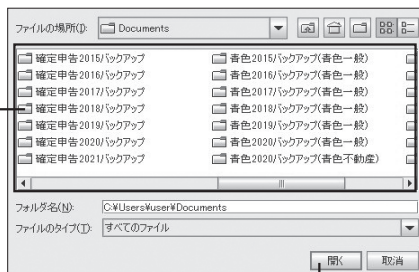 ファイルの場所(I): Documents
確定申告2015バックアップ
確定申告2016バックアップ
確定申告2017バックアップ
確定申告2018バックアップ
確定申告2019バックアップ
確定申告2020バックアップ
確定申告2021バックアップ
青色2015バックアップ(青色一般)
青色2016バックアップ(青色一般)
青色2017バックアップ(青色一般)
青色2018バックアップ(青色一般)
青色2019バックアップ(青色一般)
青色2020バックアップ(青色一般)
青色2020バックアップ(青色不動産)
フォルダ名(N): C:¥Users¥user¥Documents
ファイルのタイプ(T): すべてのファイル
開く 取消